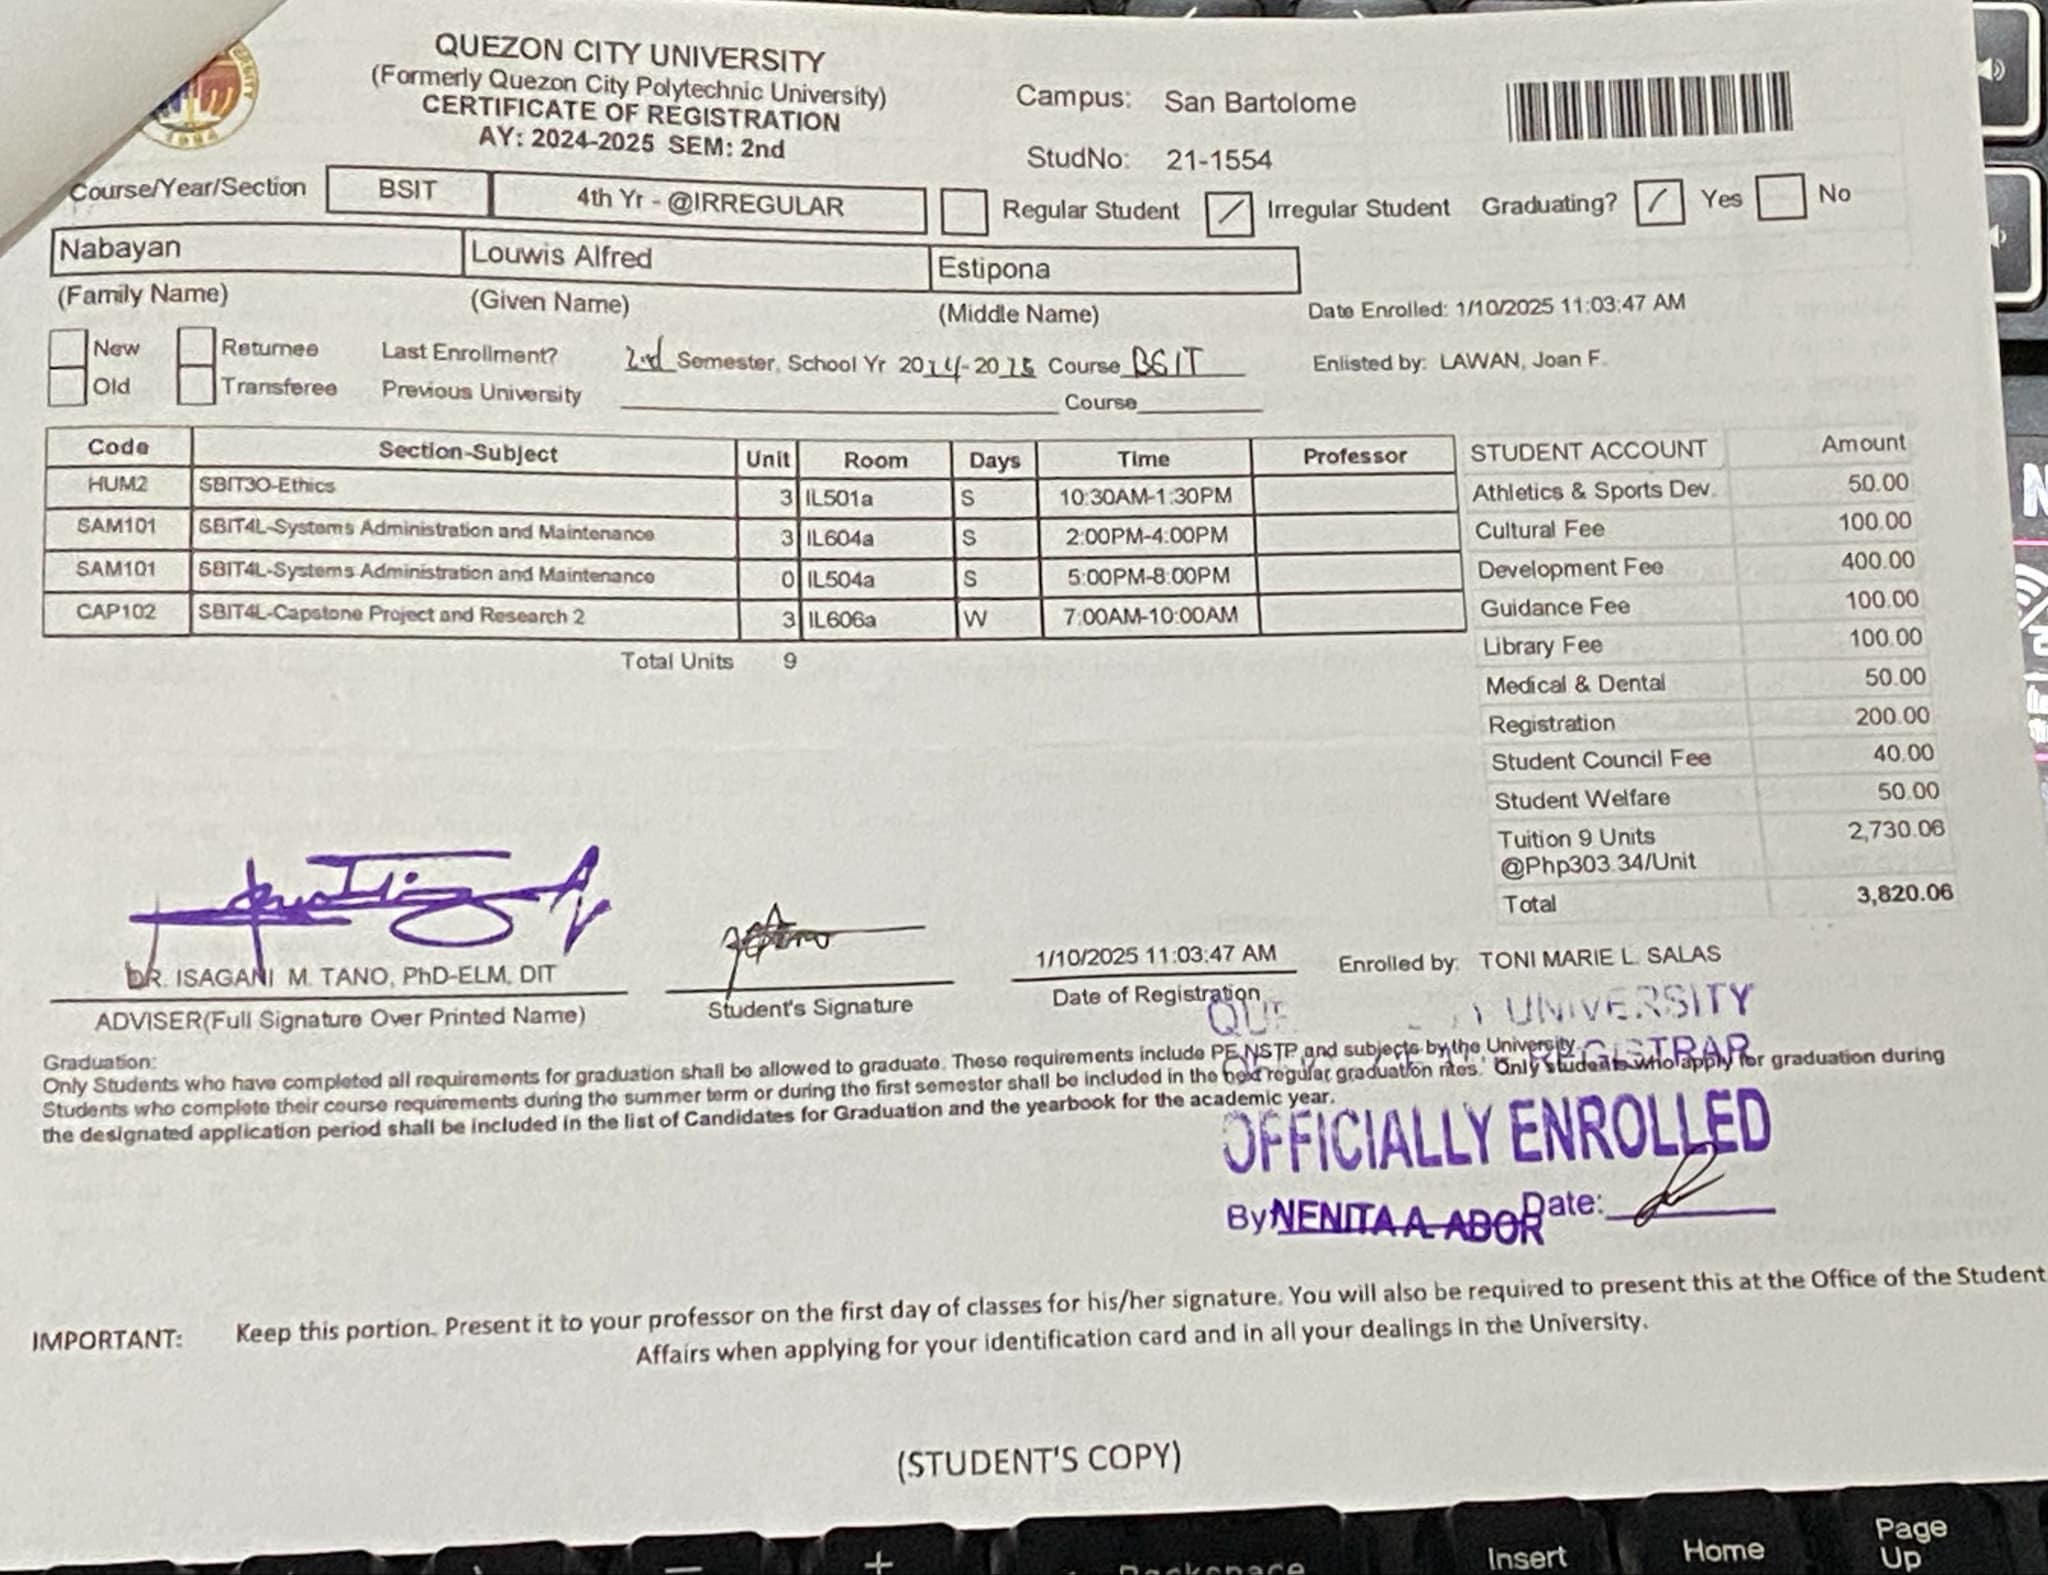 QUEZON CITY UNIVERSITY
(Formerly Quezon City Polytechnic University)
CERTIFICATE OF REGISTRATION
AY: 2024-2025 SEM: 2nd
Campus: San Bartolome
StudNo: 21-1554
Course/Year/Section BSIT 4th Yr - @IRREGULAR Regular Student / Irregular Student Graduating? / Yes No
Nabayan Louwis Alfred Estipona
(Family Name) (Given Name) (Middle Name)
Date Enrolled: 1/10/2025 11:03:47 AM
New Returnee Last Enrollment? 2nd Semester, School Yr 2024-2025 Course BSIT
Enlisted by: LAWAN, Joan F.
Old Transferee Previous University Course
Code Section-Subject Unit Room Days Time Professor
HUM2 SBIT3O-Ethics 3 IL501a S 10:30AM-1:30PM
SAM101 SBIT4L-Systems Administration and Maintenance 3 IL604a S 2:00PM-4:00PM
SAM101 SBIT4L-Systems Administration and Maintenance 0 IL504a S 5:00PM-8:00PM
CAP102 SBIT4L-Capstone Project and Research 2 3 IL606a W 7:00AM-10:00AM
Total Units 9
STUDENT ACCOUNT Amount
Athletics & Sports Dev. 50.00
Cultural Fee 100.00
Development Fee 400.00
Guidance Fee 100.00
Library Fee 100.00
Medical & Dental 50.00
Registration 200.00
Student Council Fee 40.00
Student Welfare 50.00
Tuition 9 Units 2,730.06
@Php303.34/Unit
Total 3,820.06
DR. ISAGANI M. TANO, PhD-ELM, DIT
ADVISER(Full Signature Over Printed Name)
Student's Signature
1/10/2025 11:03:47 AM
Date of Registration
Enrolled by: TONI MARIE L. SALAS
UNIVERSITY
REGISTRAR
Graduation:
Only Students who have completed all requirements for graduation shall be allowed to graduate. These requirements include PE,NSTP and subjects by the University.
Students who complete their course requirements during the summer term or during the first semester shall be included in the next regular graduation rites. Only students who apply for graduation during
the designated application period shall be included in the list of Candidates for Graduation and the yearbook for the academic year.
OFFICIALLY ENROLLED
By NENITA A. ABOR Date:
IMPORTANT: Keep this portion. Present it to your professor on the first day of classes for his/her signature. You will also be required to present this at the Office of the Student
Affairs when applying for your identification card and in all your dealings in the University.
(STUDENT'S COPY)
Backspace
Insert
Home
Page
Up